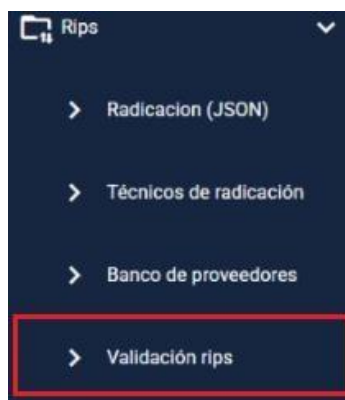 Rips
Radicacion (JSON)
Técnicos de radicación
Banco de proveedores
Validación rips